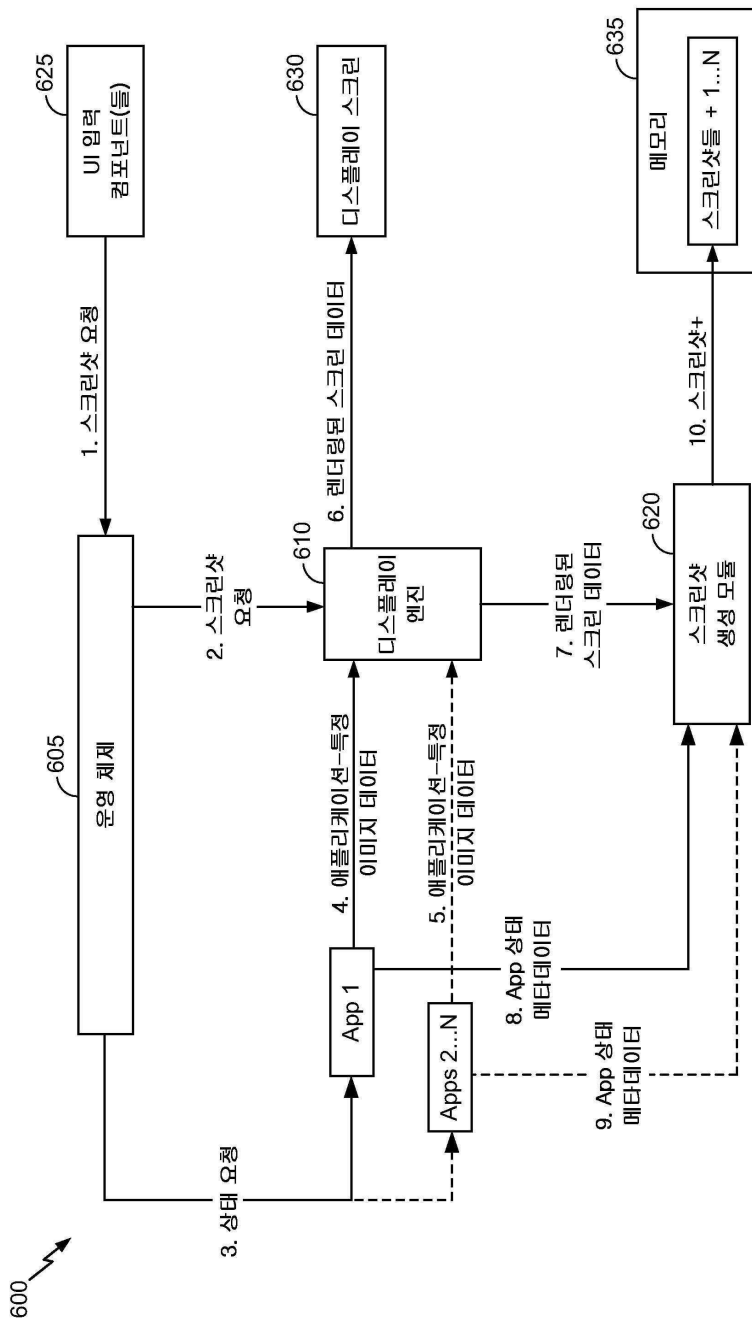 600
625
UI 입력
컴포넌트(들)
1. 스크린샷 요청
605
운영 체제
2. 스크린샷
요청
3. 상태 요청
630
디스플레이 스크린
6. 렌더링된 스크린 데이터
610
디스플레이
엔진
4. 애플리케이션-특정
이미지 데이터
App 1
5. 애플리케이션-특정
이미지 데이터
Apps 2...N
7. 렌더링된
스크린 데이터
8. App 상태
메타데이터
9. App 상태
메타데이터
620
스크린샷
생성 모듈
10. 스크린샷+
635
메모리
스크린샷들 + 1...N